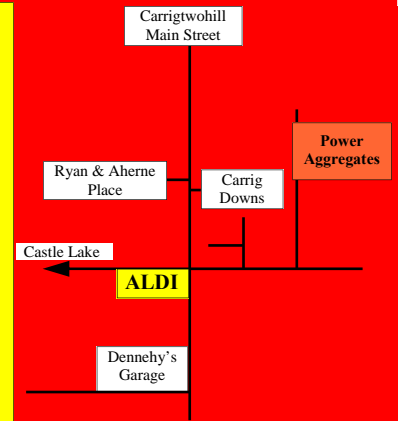 Carrigtwohill
Main Street
Power
Aggregates
Ryan & Aherne
Place
Carrig
Downs
Castle Lake
ALDI
Dennehy's
Garage